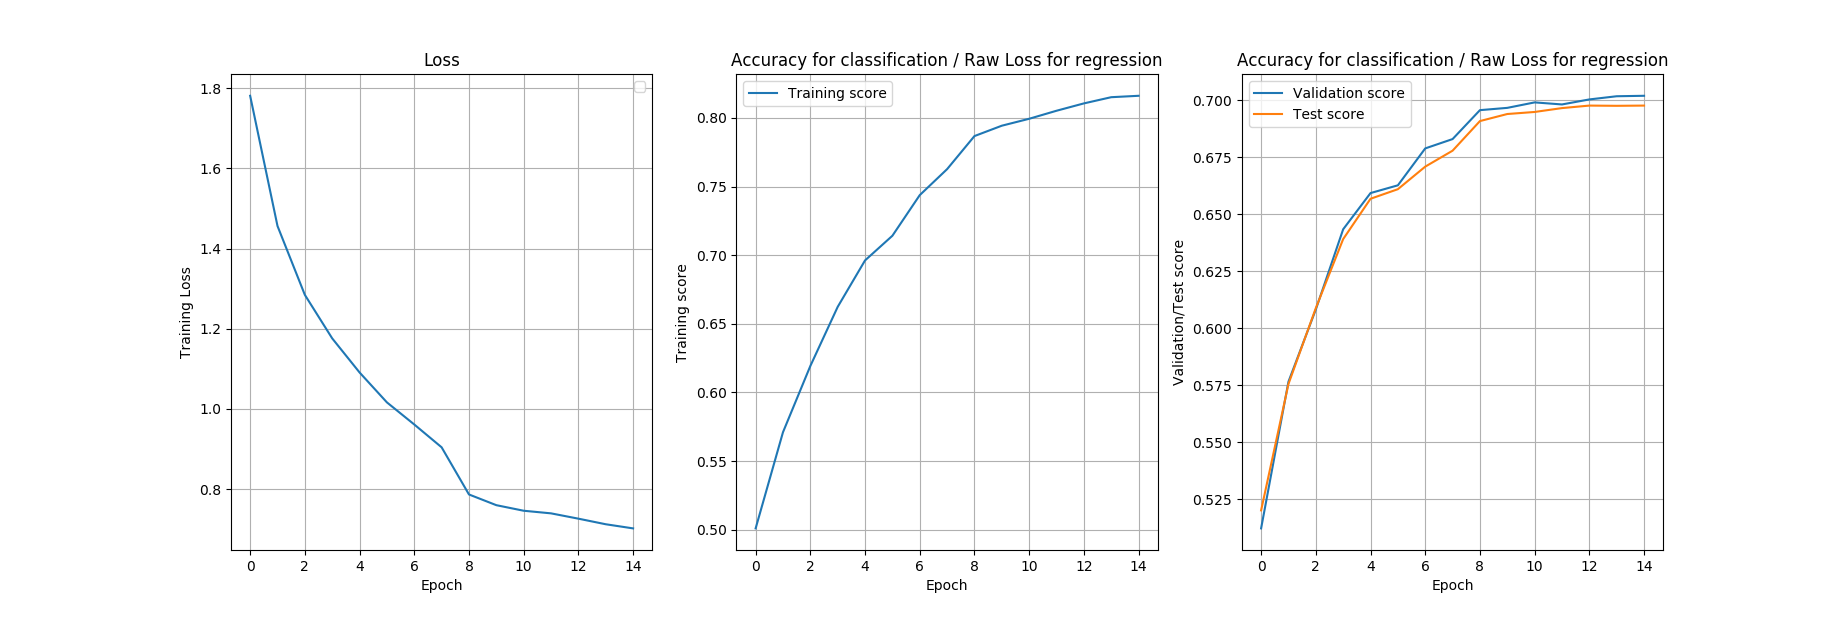 Loss
Training Loss
1.8
1.6
1.4
1.2
1.0
0.8
0 2 4 6 8 10 12 14
Epoch
Accuracy for classification / Raw Loss for regression
Training score
Training score
0.80
0.75
0.70
0.65
0.60
0.55
0.50
0 2 4 6 8 10 12 14
Epoch
Accuracy for classification / Raw Loss for regression
Validation score
Test score
Validation/Test score
0.700
0.675
0.650
0.625
0.600
0.575
0.550
0.525
0 2 4 6 8 10 12 14
Epoch